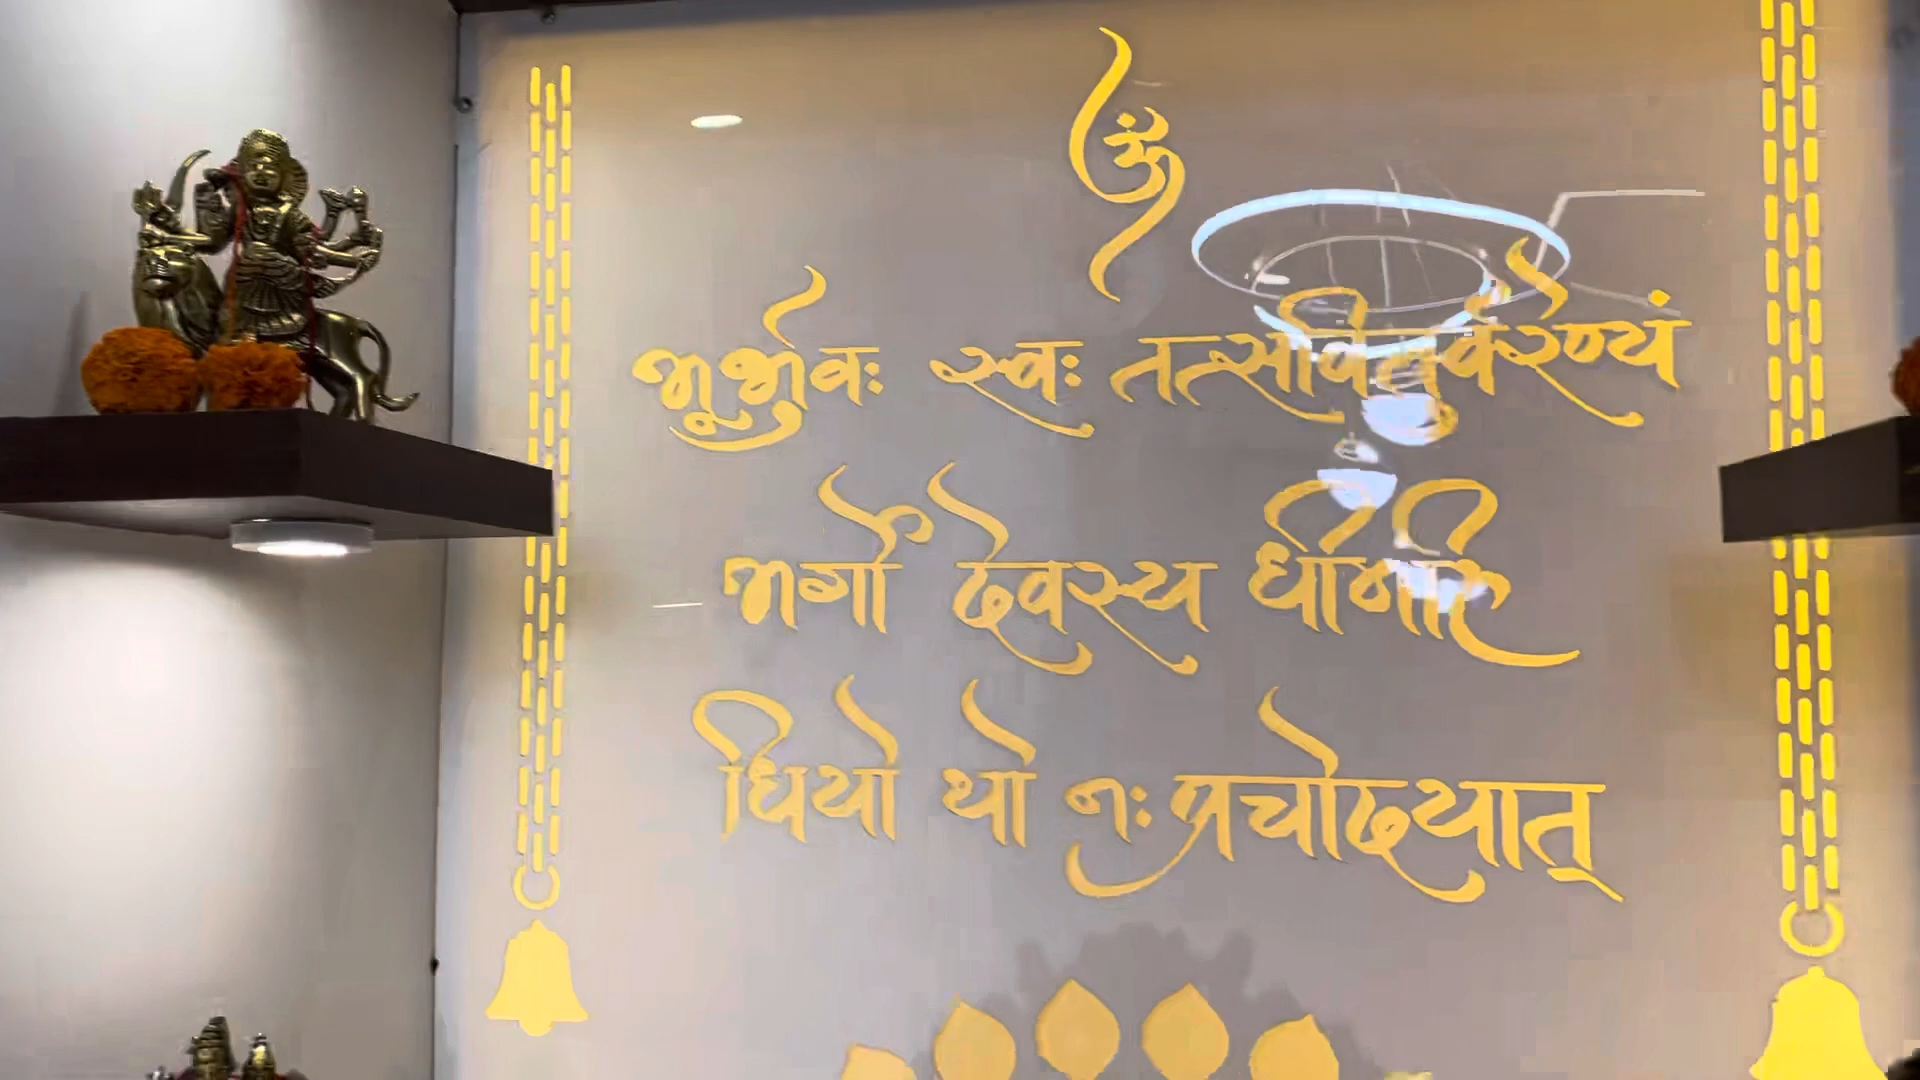 ॐ
भूर्भुवः स्वः तत्सवितुर्वरेण्यं
भर्गो देवस्य धीमहि
धियो यो नः प्रचोदयात्